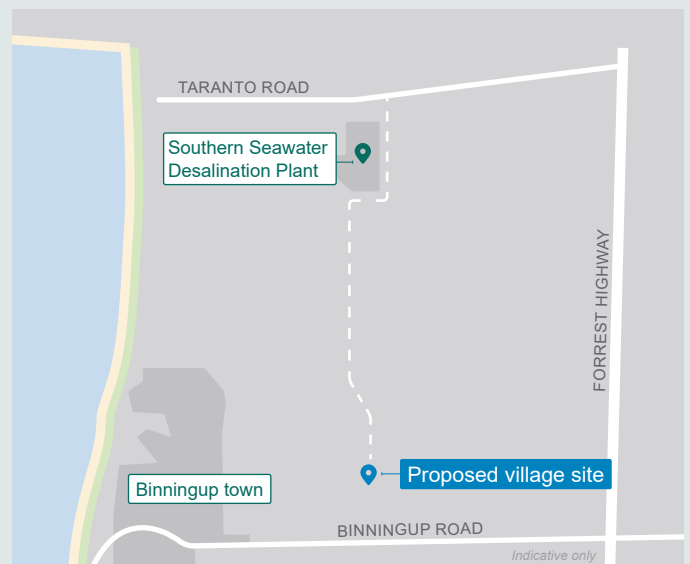 TARANTO ROAD
Southern Seawater
Desalination Plant
FORREST HIGHWAY
Proposed village site
Binningup town
BINNINGUP ROAD
Indicative only